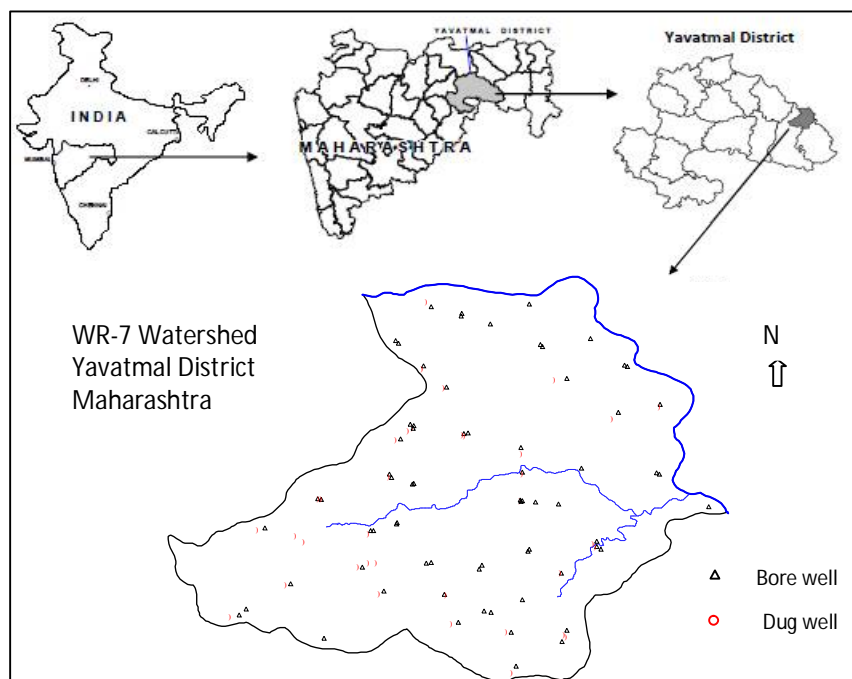 YAVATMAL DISTRICT
Yavatmal District
DELHI
INDIA
CALCUTTA
MUMBAI
MAHARASHTRA
CHENNAI
WR-7 Watershed
Yavatmal District
Maharashtra
N
Bore well
Dug well